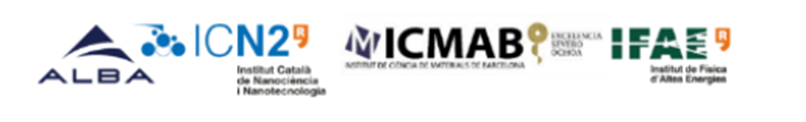 ALBA
ICN2
Institut Català
de Nanociència
i Nanotecnologia
MICMAB
INSTITUT DE CIÈNCIA DE MATERIALS DE BARCELONA
EXCELENCIA
SEVERO
OCHOA
IFAE
Institut de Física
d'Altes Energies